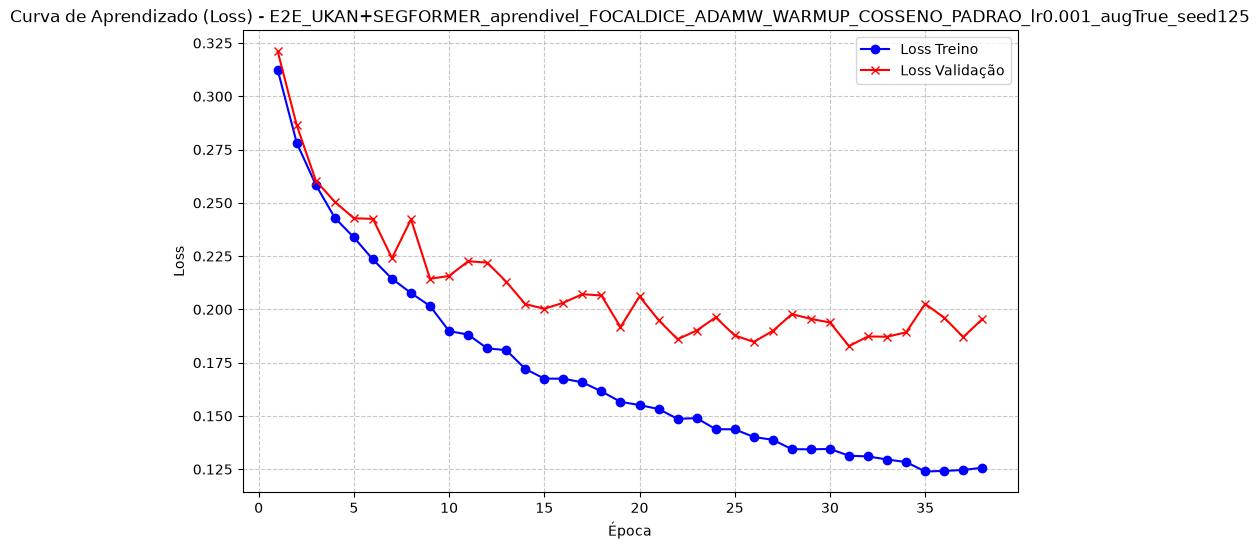 Curva de Aprendizado (Loss) - E2E_UKAN+SEGFORMER_aprendivel_FOCALDICE_ADAMW_WARMUP_COSSENO_PADRAO_lr0.001_augTrue_seed125
Loss Treino
Loss Validação
0.325
0.300
0.275
0.250
0.225
0.200
0.175
0.150
0.125
Loss
0 5 10 15 20 25 30 35
Época